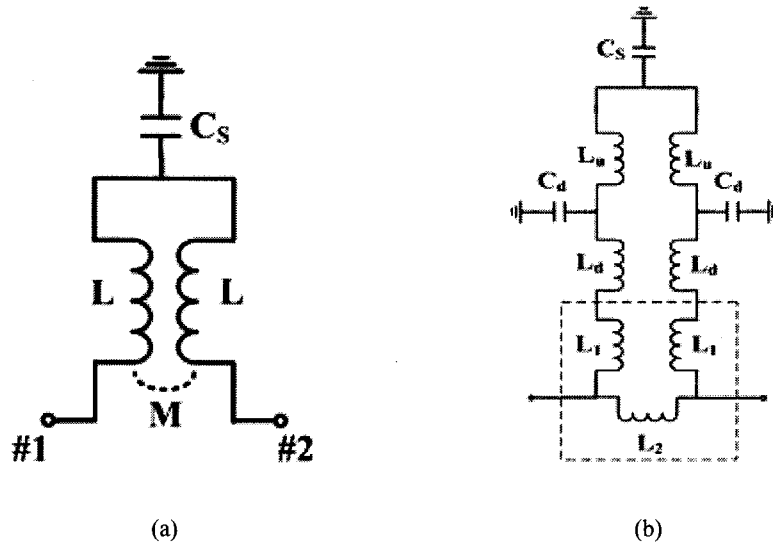 C_S
L L
M
#1 #2
(a)
C_S
L_u L_u
C_d C_d
L_d L_d
L_1 L_1
L_2
(b)